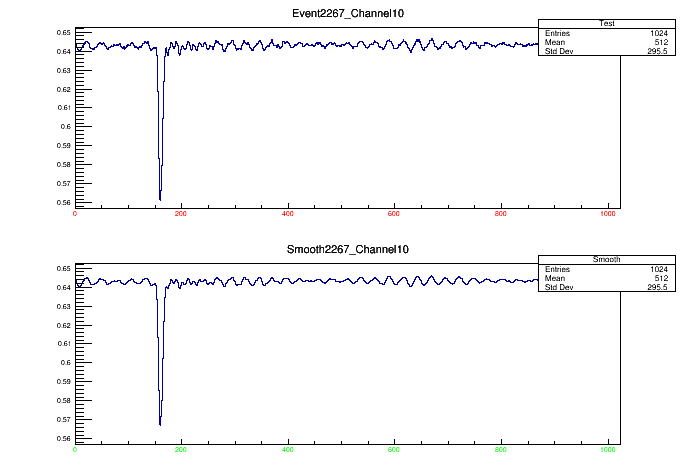 Event2267_Channel10
Test
Entries 1024
Mean 512
Std Dev 295.5
0.65
0.64
0.63
0.62
0.61
0.6
0.59
0.58
0.57
0.56
0 200 400 600 800 1000
Smooth2267_Channel10
Smooth
Entries 1024
Mean 512
Std Dev 295.5
0.65
0.64
0.63
0.62
0.61
0.6
0.59
0.58
0.57
0.56
0 200 400 600 800 1000